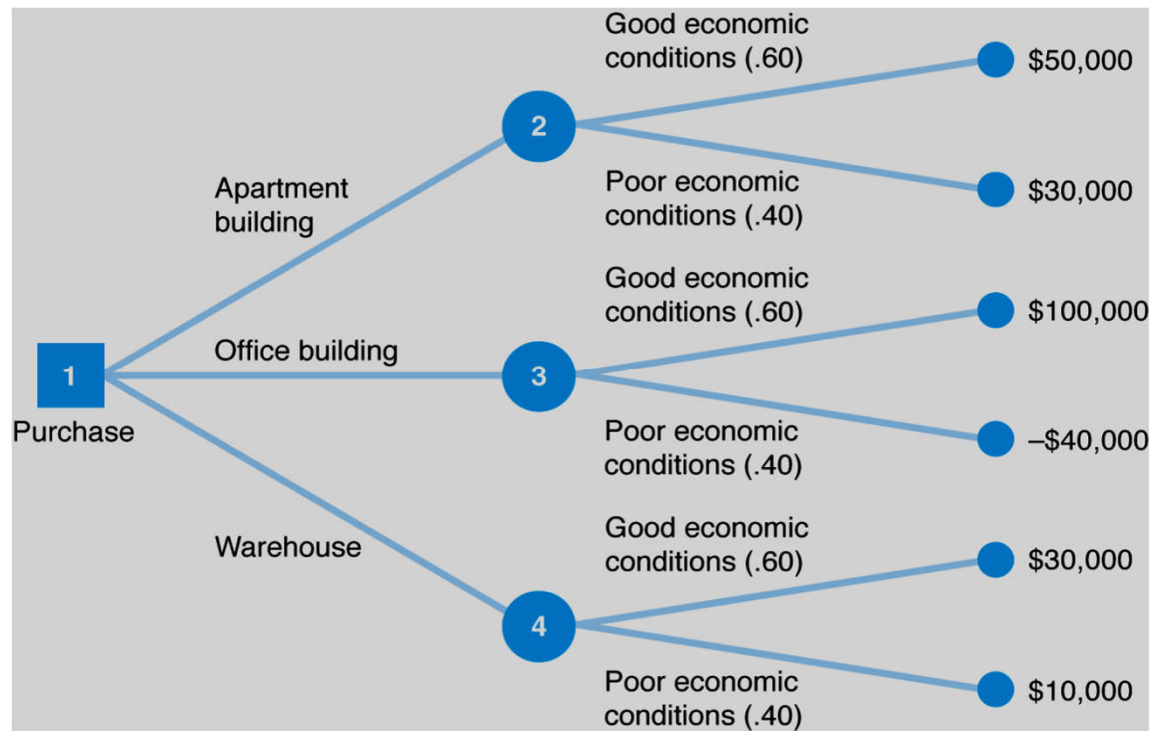 Good economic
conditions (.60)
$50,000
2
Poor economic
conditions (.40)
$30,000
Apartment
building
Good economic
conditions (.60)
$100,000
Office building
1
3
Purchase
Poor economic
conditions (.40)
–$40,000
Good economic
conditions (.60)
$30,000
Warehouse
4
Poor economic
conditions (.40)
$10,000